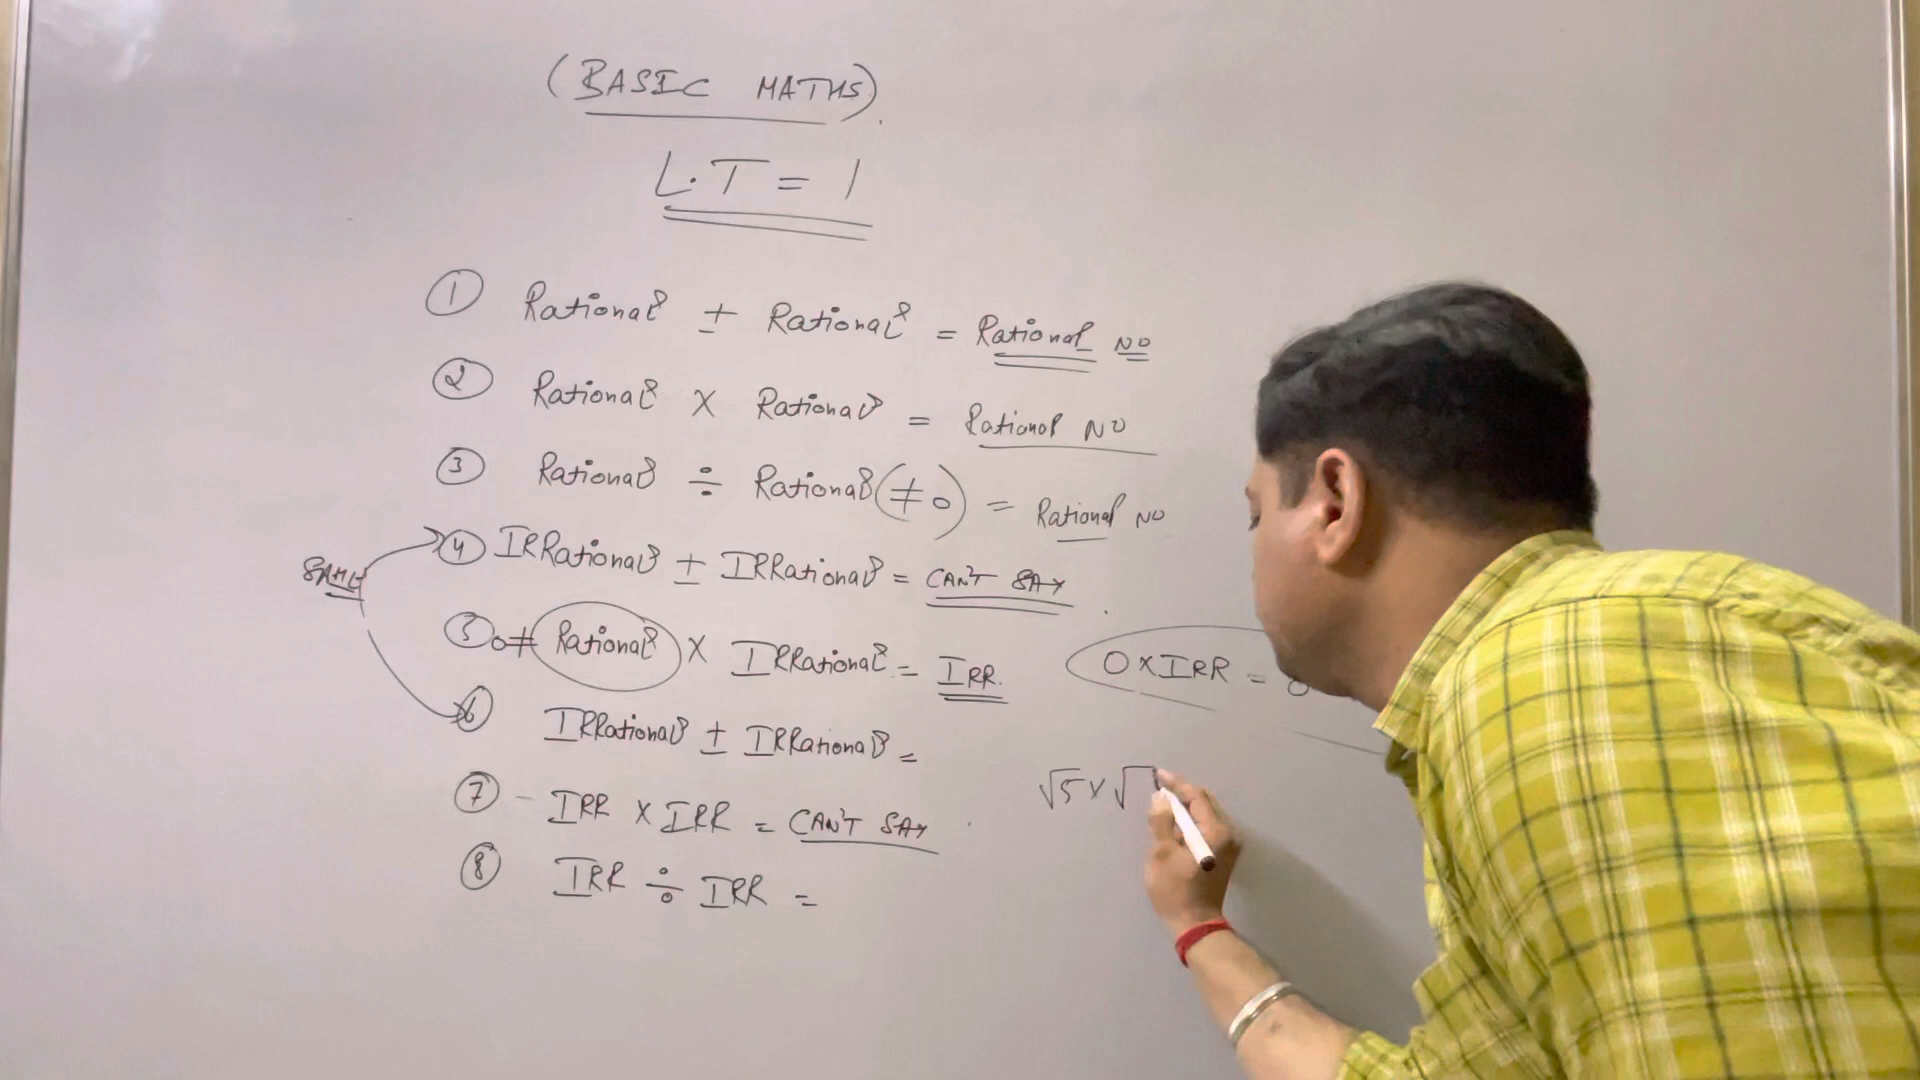 (BASIC MATHS).
L.T = 1
① Rational ± Rational = Rational NO
② Rational × Rational = Rational NO
③ Rational ÷ Rational (≠0) = Rational NO
④ IRRational ± IRRational = CAN'T SAY
SAME
⑤ 0≠ Rational × IRRational = IRR.
0 × IRR = 0
⑥ IRRational ± IRRational =
⑦ - IRR × IRR = CAN'T SAY
√5 × √
⑧ IRR ÷ IRR =